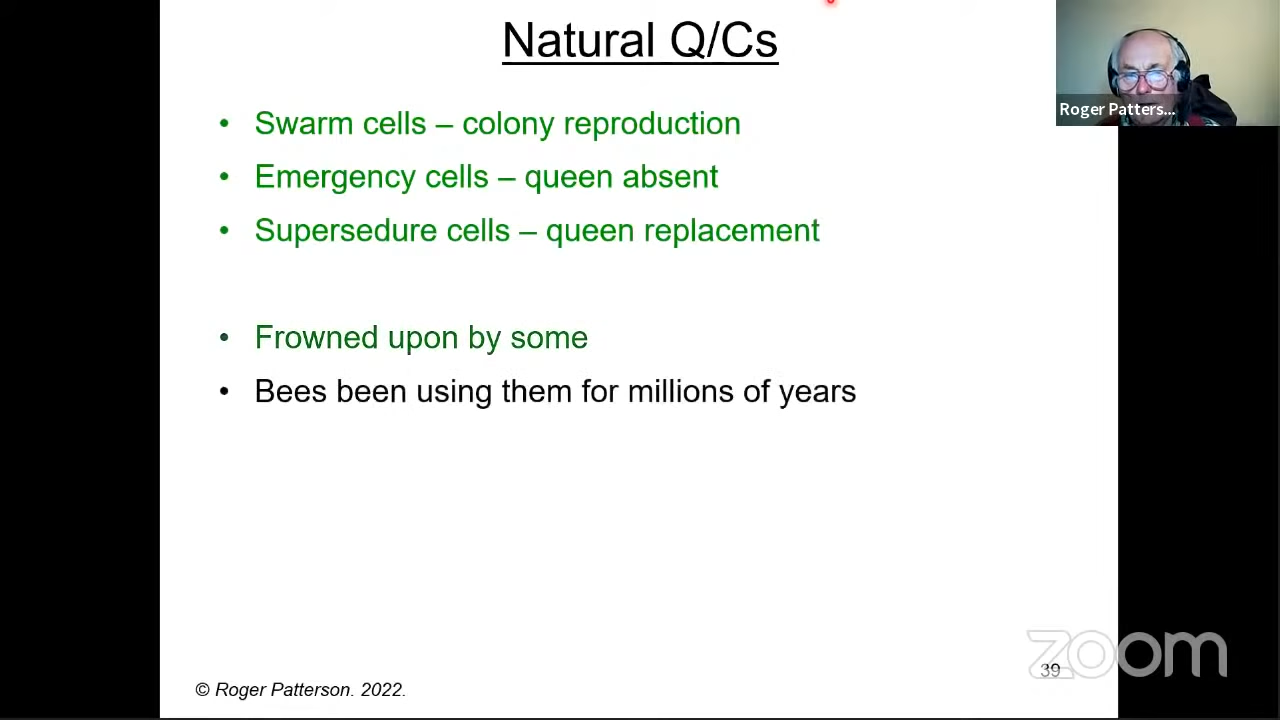 Natural Q/Cs
Roger Patters...
• Swarm cells – colony reproduction
• Emergency cells – queen absent
• Supersedure cells – queen replacement
• Frowned upon by some
• Bees been using them for millions of years
zoom
39
© Roger Patterson. 2022.